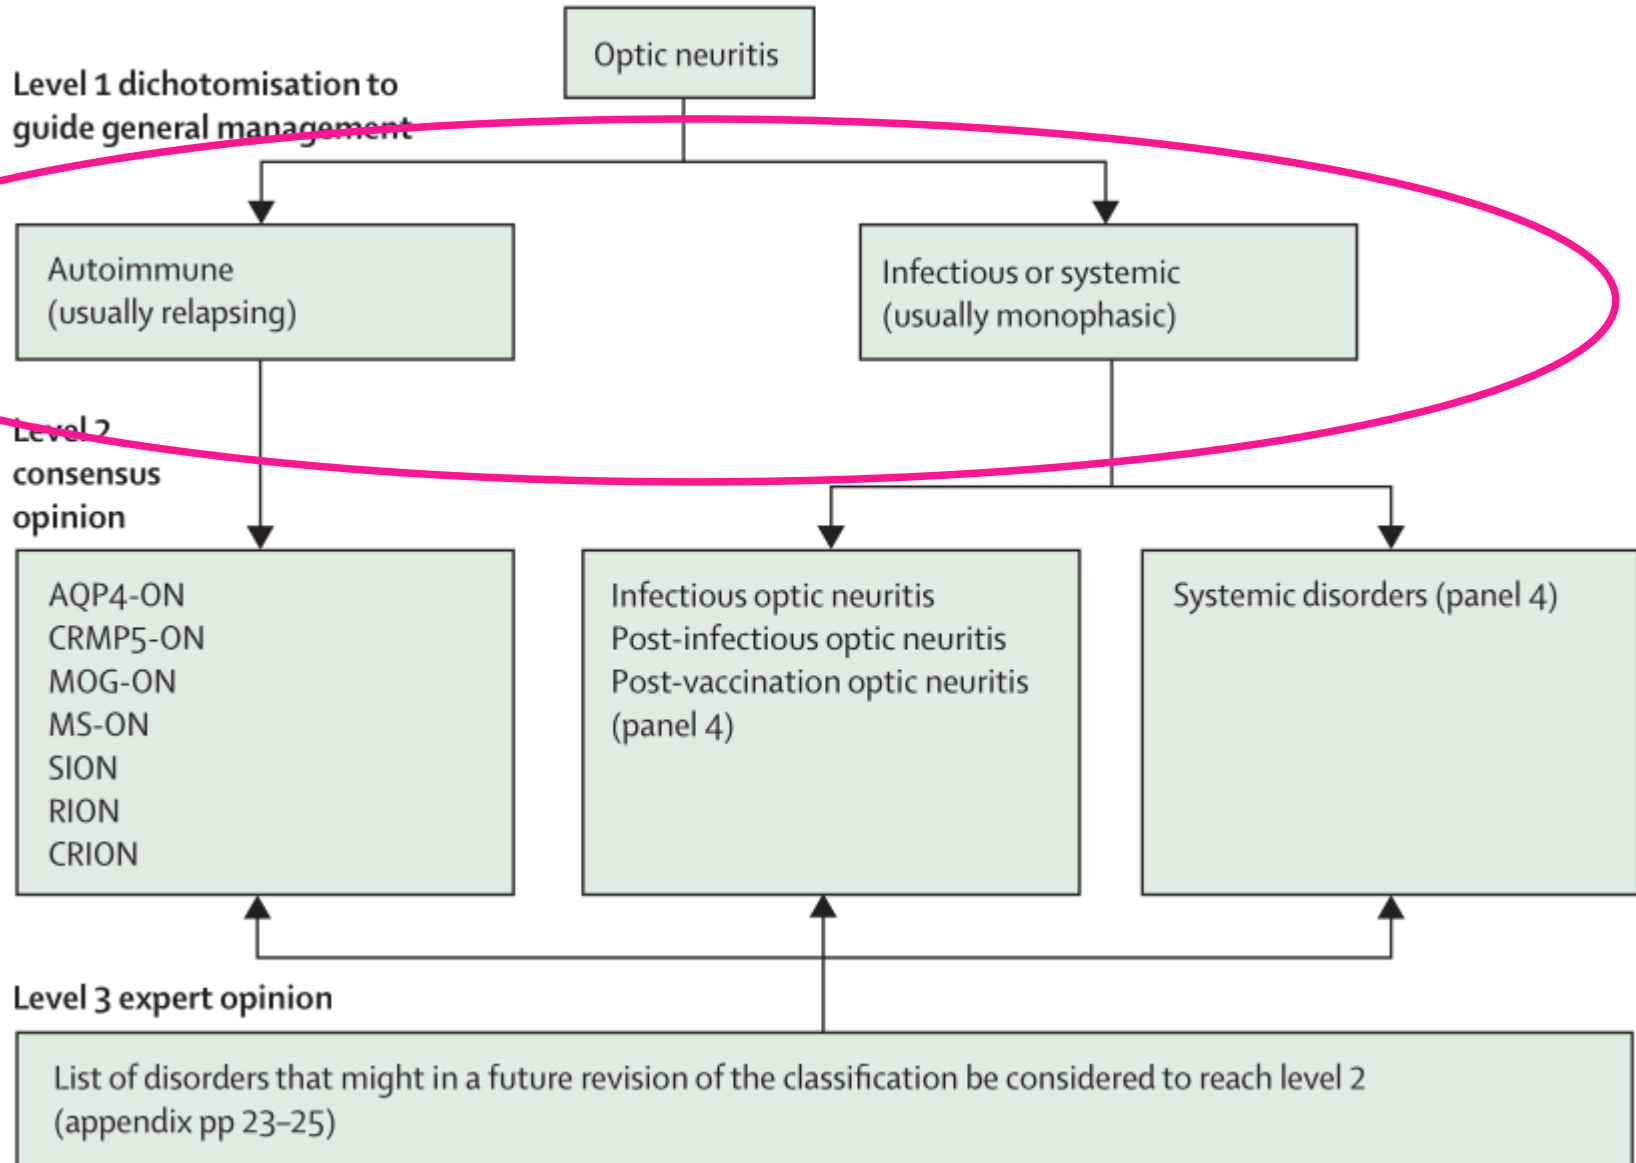 Optic neuritis
Level 1 dichotomisation to
guide general management
Autoimmune
(usually relapsing)
Infectious or systemic
(usually monophasic)
Level 2
consensus
opinion
AQP4-ON
CRMP5-ON
MOG-ON
MS-ON
SION
RION
CRION
Infectious optic neuritis
Post-infectious optic neuritis
Post-vaccination optic neuritis
(panel 4)
Systemic disorders (panel 4)
Level 3 expert opinion
List of disorders that might in a future revision of the classification be considered to reach level 2
(appendix pp 23–25)